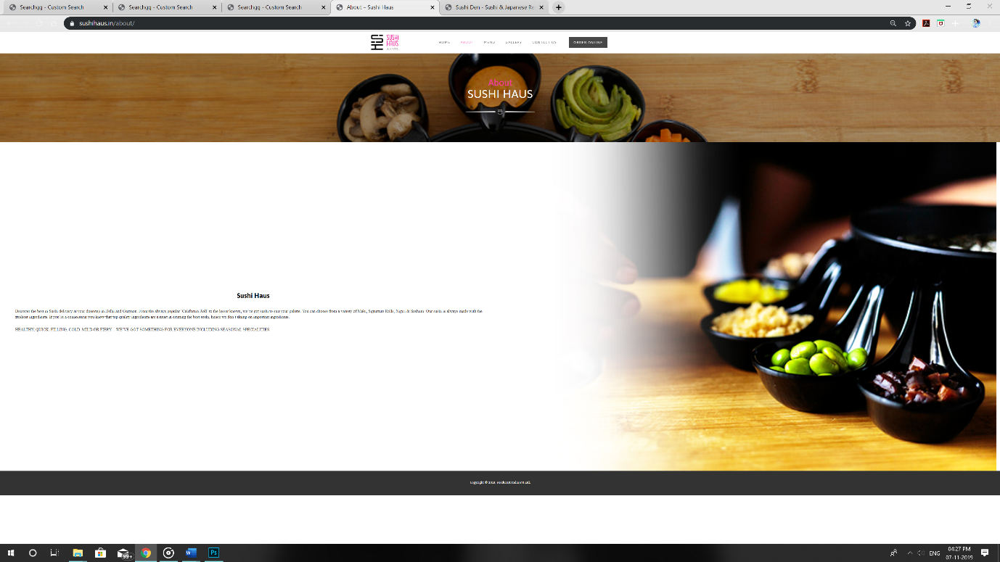 Searchgg - Custom Search
Searchgg - Custom Search
Searchgg - Custom Search
About – Sushi Haus
Sushi Den - Sushi & Japanese Re
sushihaus.in/about/
SUSHI
HAUS
HOME
ABOUT
MENU
GALLERY
CONTACT US
ORDER ONLINE
About
SUSHI HAUS
Sushi Haus
Discover the best in Sushi delivery at your doorstep in Delhi and Gurgaon. From the always popular 'California Roll' to the lesser known, we've got sushi to suit your palette. You can choose from a variety of Maki, Signature Rolls, Nigiri & Sashimi. Our sushi is always made with the
freshest ingredients. If you're a connoisseur you know that top quality ingredients are a must in creating the best sushi, hence we don't skimp on important ingredients.
HEALTHY, QUICK, FILLING, COLD, MILD OR FIERY – WE'VE GOT SOMETHING FOR EVERYONE INCLUDING SEASONAL SPECIALITIES
Copyright © 2018. FoodCraft India Pvt Ltd.
99+
W
Ps
ENG
04:27 PM
07-11-2019